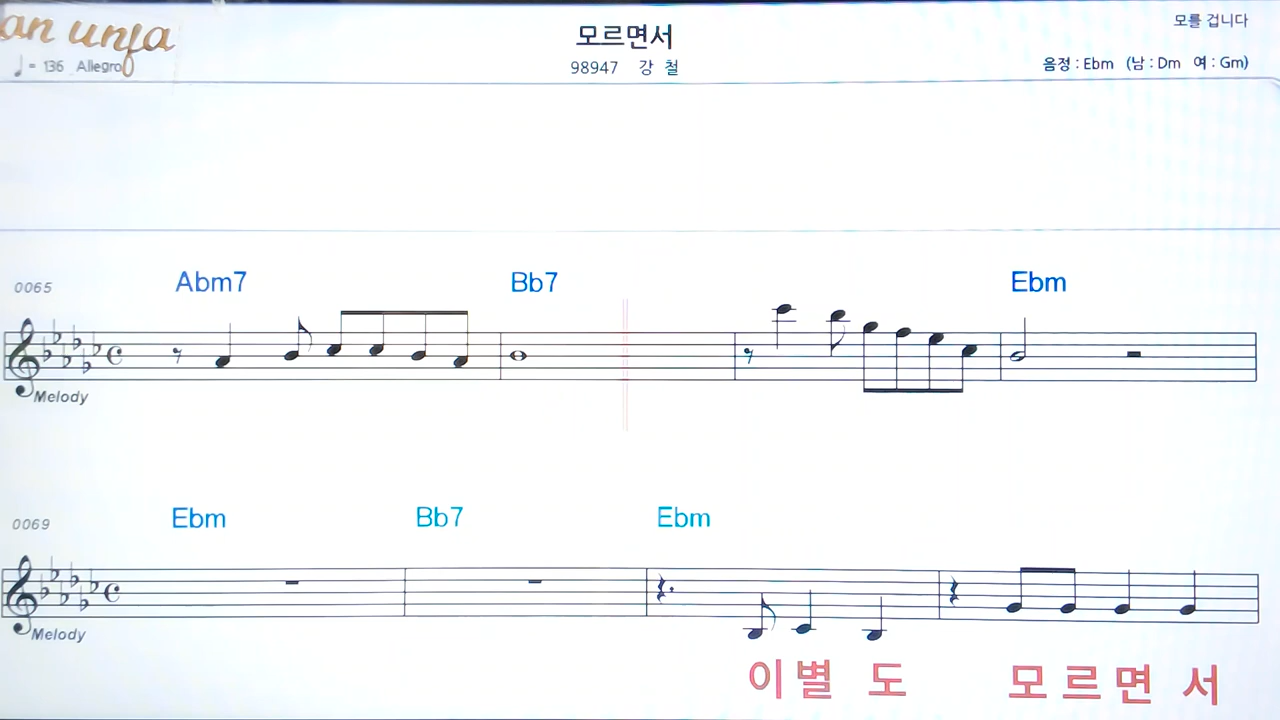 an unfa
모르면서
모를 겁니다
♩= 136 Allegro
98947 강 철
음정 : Ebm (남 : Dm 여 : Gm)
0065
Abm7 Bb7 Ebm
Melody
0069
Ebm Bb7 Ebm
Melody
이별 도 모르면 서